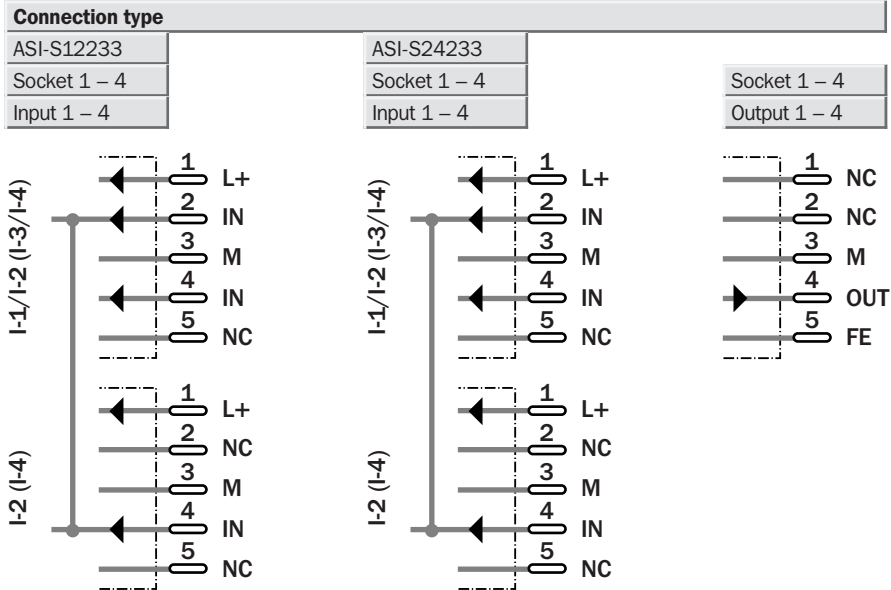 Connection type
ASI-S12233
Socket 1 – 4
Input 1 – 4
I-1/I-2 (I-3/I-4)
1 L+
2 IN
3 M
4 IN
5 NC
I-2 (I-4)
1 L+
2 NC
3 M
4 IN
5 NC
ASI-S24233
Socket 1 – 4
Input 1 – 4
I-1/I-2 (I-3/I-4)
1 L+
2 IN
3 M
4 IN
5 NC
I-2 (I-4)
1 L+
2 NC
3 M
4 IN
5 NC
Socket 1 – 4
Output 1 – 4
1 NC
2 NC
3 M
4 OUT
5 FE